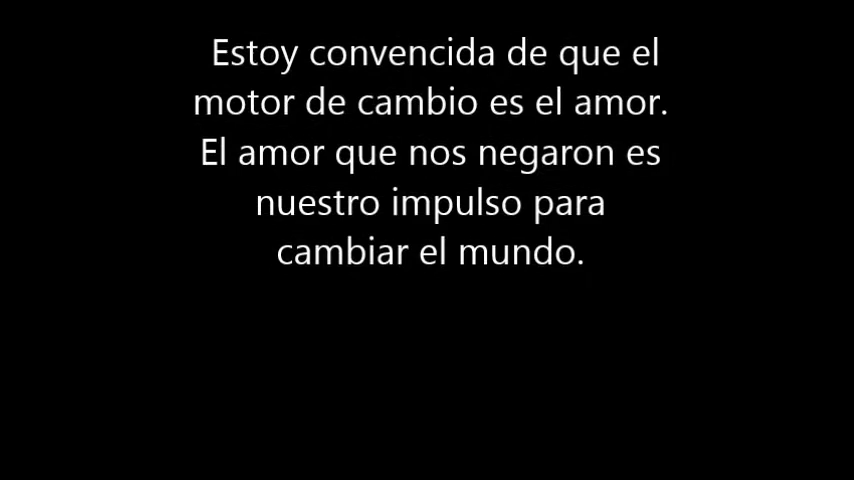 Estoy convencida de que el
motor de cambio es el amor.
El amor que nos negaron es
nuestro impulso para
cambiar el mundo.